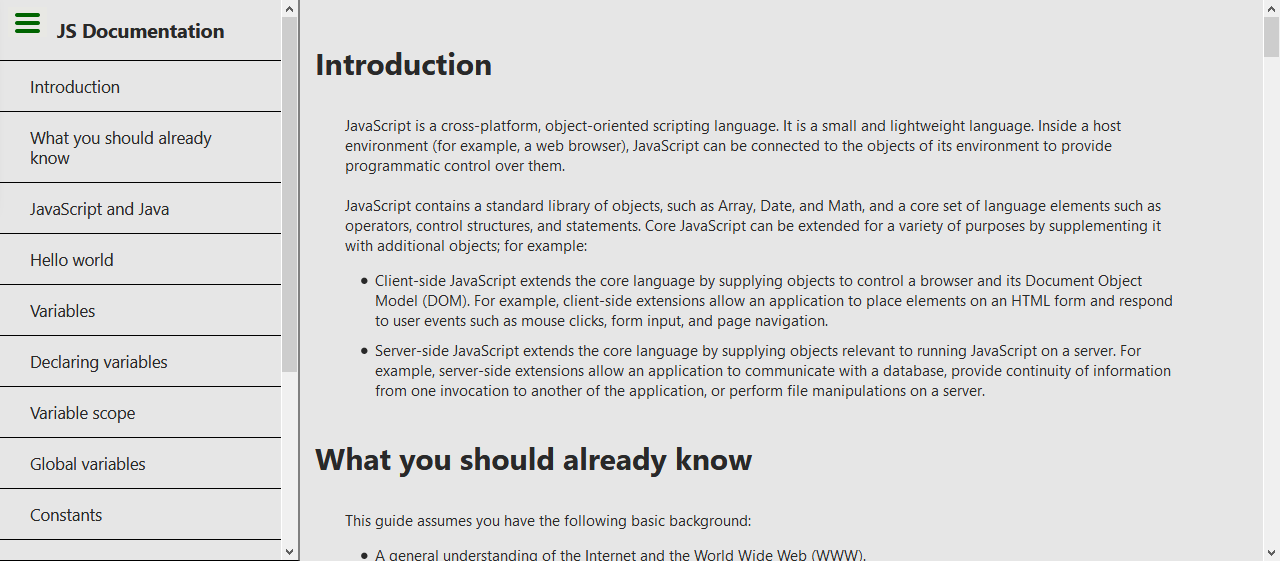 JS Documentation
Introduction
What you should already
know
JavaScript and Java
Hello world
Variables
Declaring variables
Variable scope
Global variables
Constants
Introduction
JavaScript is a cross-platform, object-oriented scripting language. It is a small and lightweight language. Inside a host
environment (for example, a web browser), JavaScript can be connected to the objects of its environment to provide
programmatic control over them.
JavaScript contains a standard library of objects, such as Array, Date, and Math, and a core set of language elements such as
operators, control structures, and statements. Core JavaScript can be extended for a variety of purposes by supplementing it
with additional objects; for example:
• Client-side JavaScript extends the core language by supplying objects to control a browser and its Document Object
Model (DOM). For example, client-side extensions allow an application to place elements on an HTML form and respond
to user events such as mouse clicks, form input, and page navigation.
• Server-side JavaScript extends the core language by supplying objects relevant to running JavaScript on a server. For
example, server-side extensions allow an application to communicate with a database, provide continuity of information
from one invocation to another of the application, or perform file manipulations on a server.
What you should already know
This guide assumes you have the following basic background:
• A general understanding of the Internet and the World Wide Web (WWW).